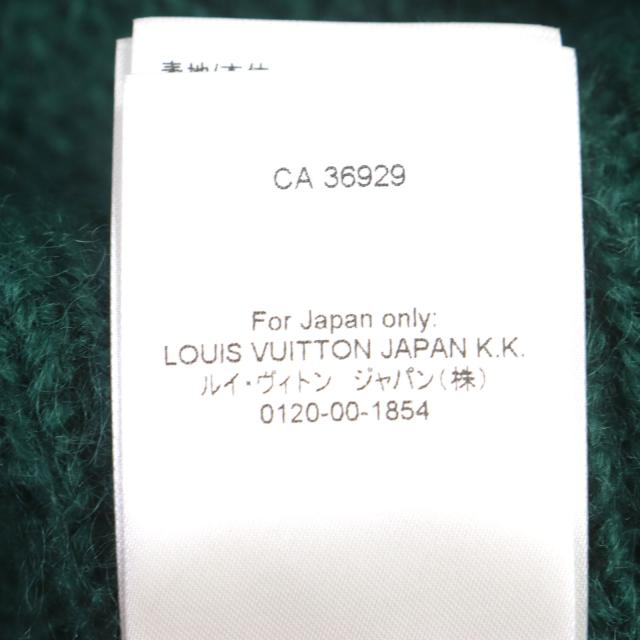 CA 36929
For Japan only:
LOUIS VUITTON JAPAN K.K.
ルイ・ヴィトン　ジャパン(株)
0120-00-1854